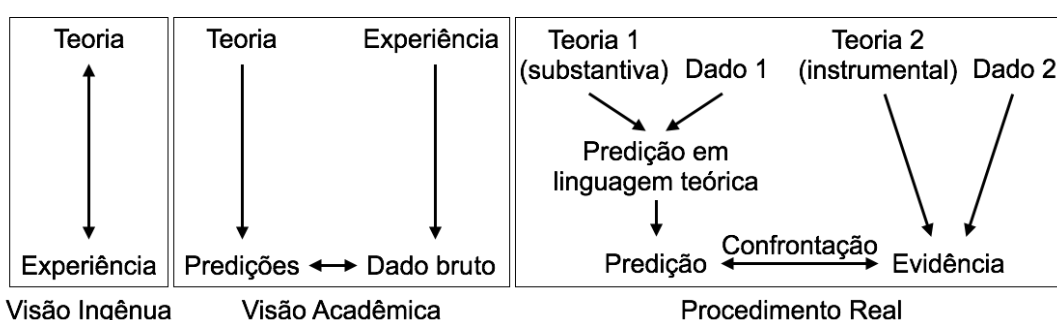 Teoria
Experiência
Visão Ingênua
Teoria Experiência
Predições Dado bruto
Visão Acadêmica
Teoria 1 Teoria 2
(substantiva) Dado 1 (instrumental) Dado 2
Predição em
linguagem teórica
Confrontação
Predição Evidência
Procedimento Real